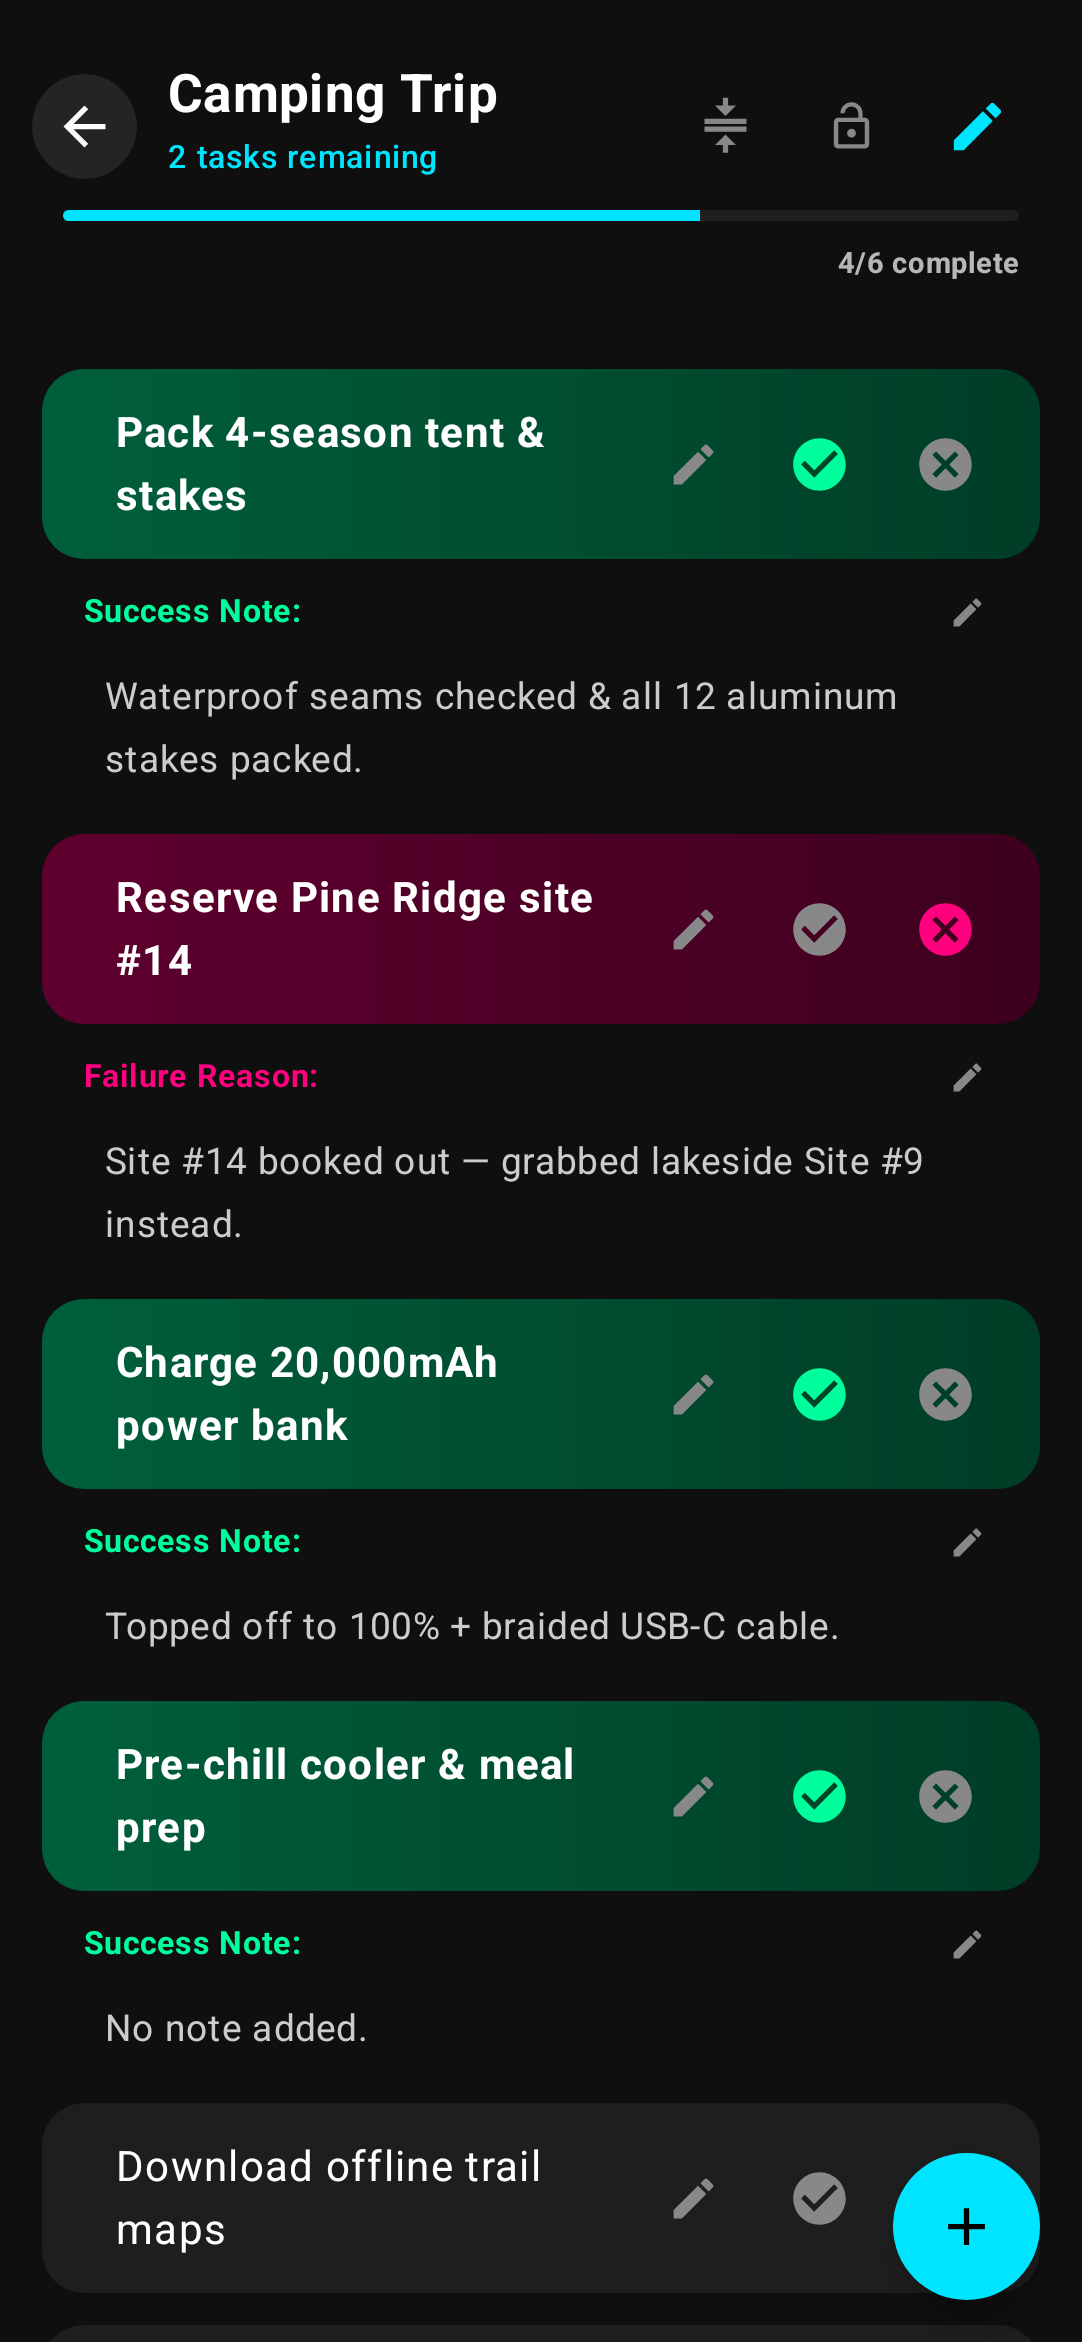 Camping Trip
2 tasks remaining
4/6 complete
Pack 4-season tent &
stakes
Success Note:
Waterproof seams checked & all 12 aluminum
stakes packed.
Reserve Pine Ridge site
#14
Failure Reason:
Site #14 booked out — grabbed lakeside Site #9
instead.
Charge 20,000mAh
power bank
Success Note:
Topped off to 100% + braided USB-C cable.
Pre-chill cooler & meal
prep
Success Note:
No note added.
Download offline trail
maps